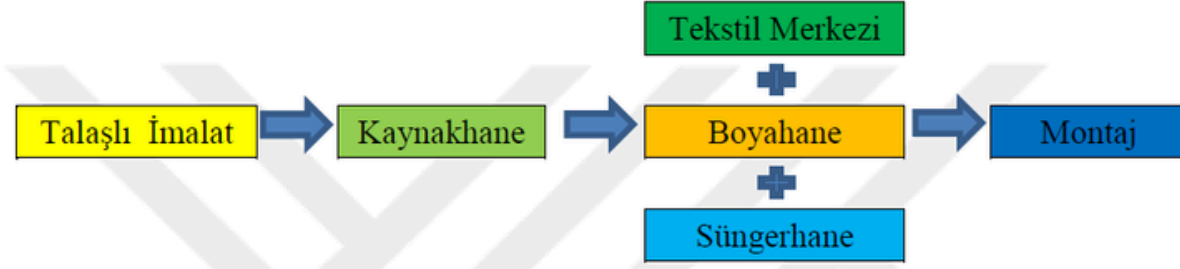 Tekstil Merkezi
Talaşlı İmalat
Kaynakhane
Boyahane
Montaj
Süngerhane